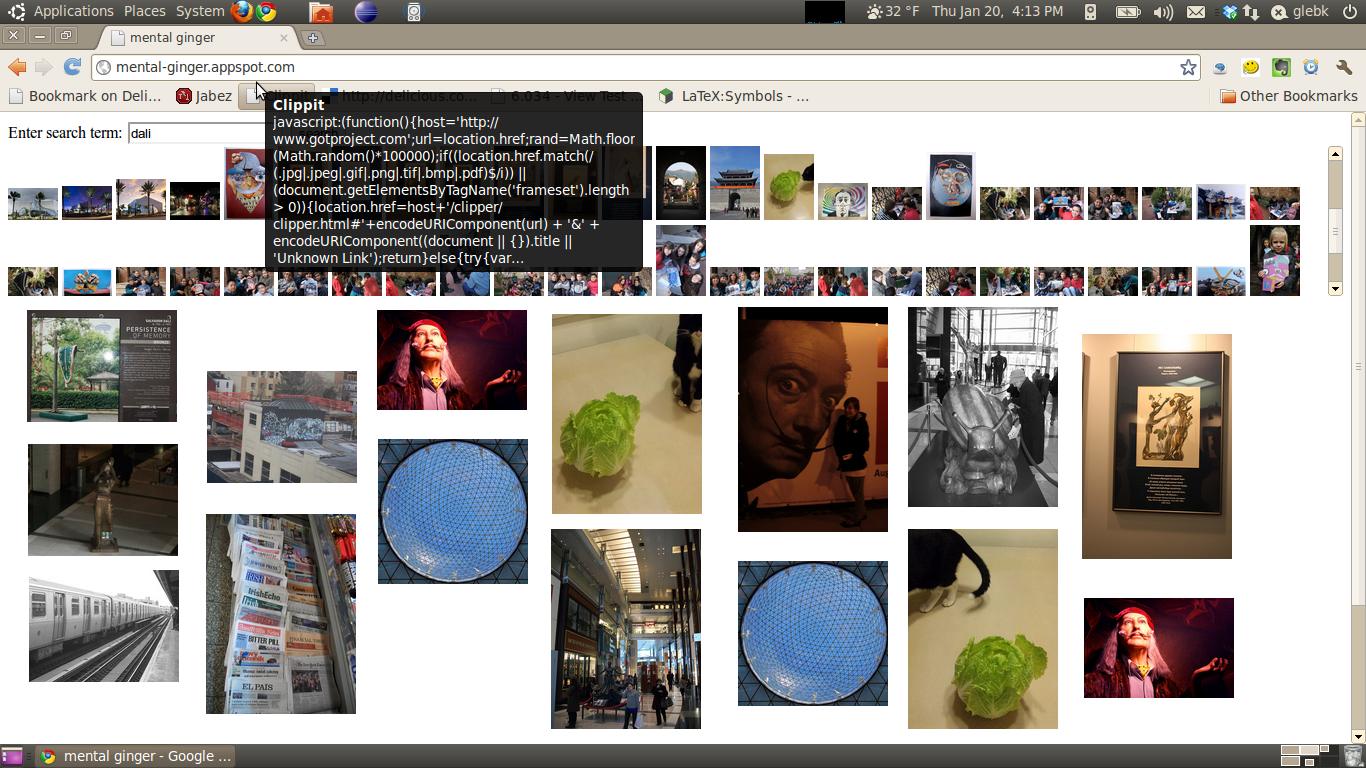 Applications Places System
32 °F Thu Jan 20, 4:13 PM
glebk
mental ginger
mental-ginger.appspot.com
Bookmark on Deli...
Jabez
Clippit
http://delicious.co...
6.034 - View Test ...
LaTeX:Symbols - ...
Other Bookmarks
Clippit
javascript:(function(){host='http://
www.gotproject.com';url=location.href;rand=Math.floor
(Math.random()*100000);if((location.href.match(/
(.jpg|.jpeg|.gif|.png|.tif|.bmp|.pdf)$/i)) ||
(document.getElementsByTagName('frameset').length
> 0)){location.href=host+'/clipper/
clipper.html#'+encodeURIComponent(url) + '&' +
encodeURIComponent((document || {}).title ||
'Unknown Link');return}else{try{var...
Enter search term: dali
PERSISTENCE
OF MEMORY
IrishEcho
BITTER PILL
EL PAÍS
mental ginger - Google ...